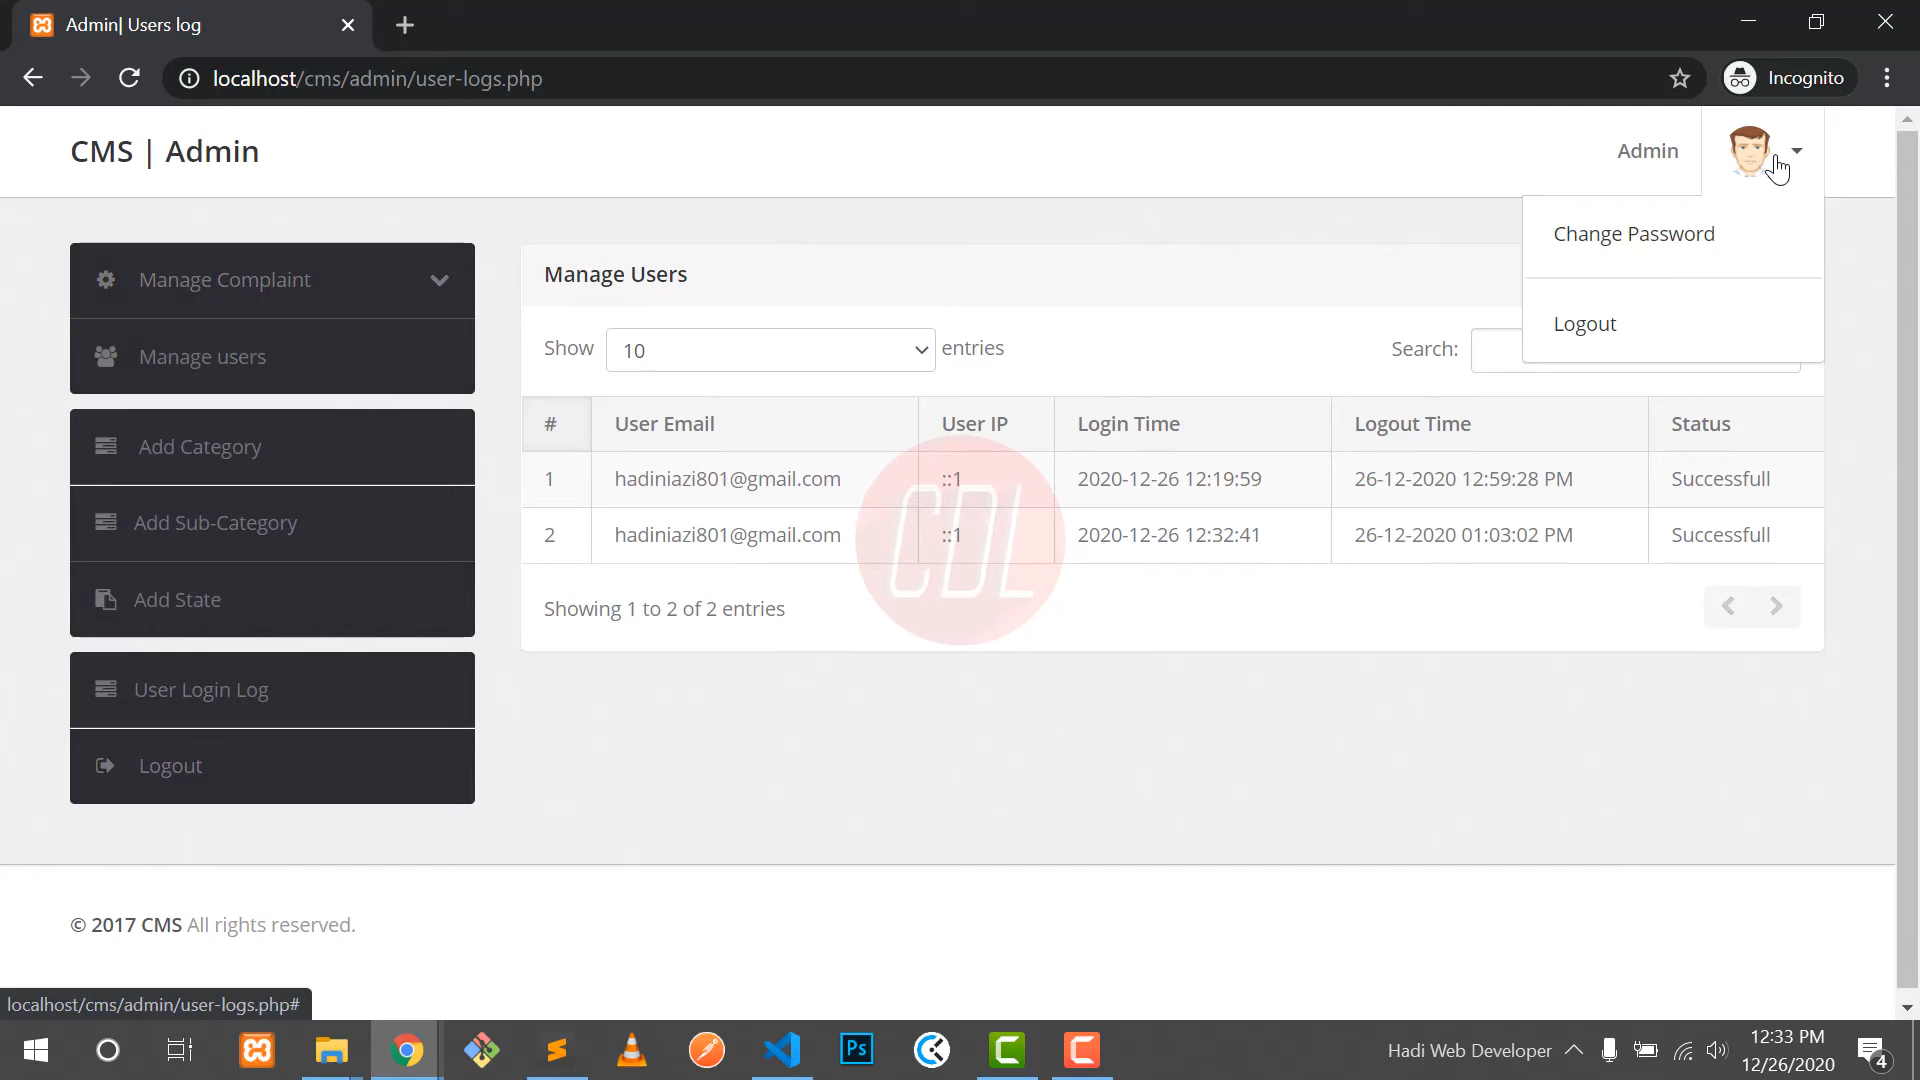 Admin| Users log
localhost/cms/admin/user-logs.php
Incognito
CMS | Admin
Admin
Change Password
Logout
Manage Complaint
Manage users
Add Category
Add Sub-Category
Add State
User Login Log
Logout
Manage Users
Show 10 entries
Search:
# User Email User IP Login Time Logout Time Status
1 hadiniazi801@gmail.com ::1 2020-12-26 12:19:59 26-12-2020 12:59:28 PM Successfull
2 hadiniazi801@gmail.com ::1 2020-12-26 12:32:41 26-12-2020 01:03:02 PM Successfull
CDL
Showing 1 to 2 of 2 entries
© 2017 CMS All rights reserved.
localhost/cms/admin/user-logs.php#
Ps
Hadi Web Developer
12:33 PM
12/26/2020
4